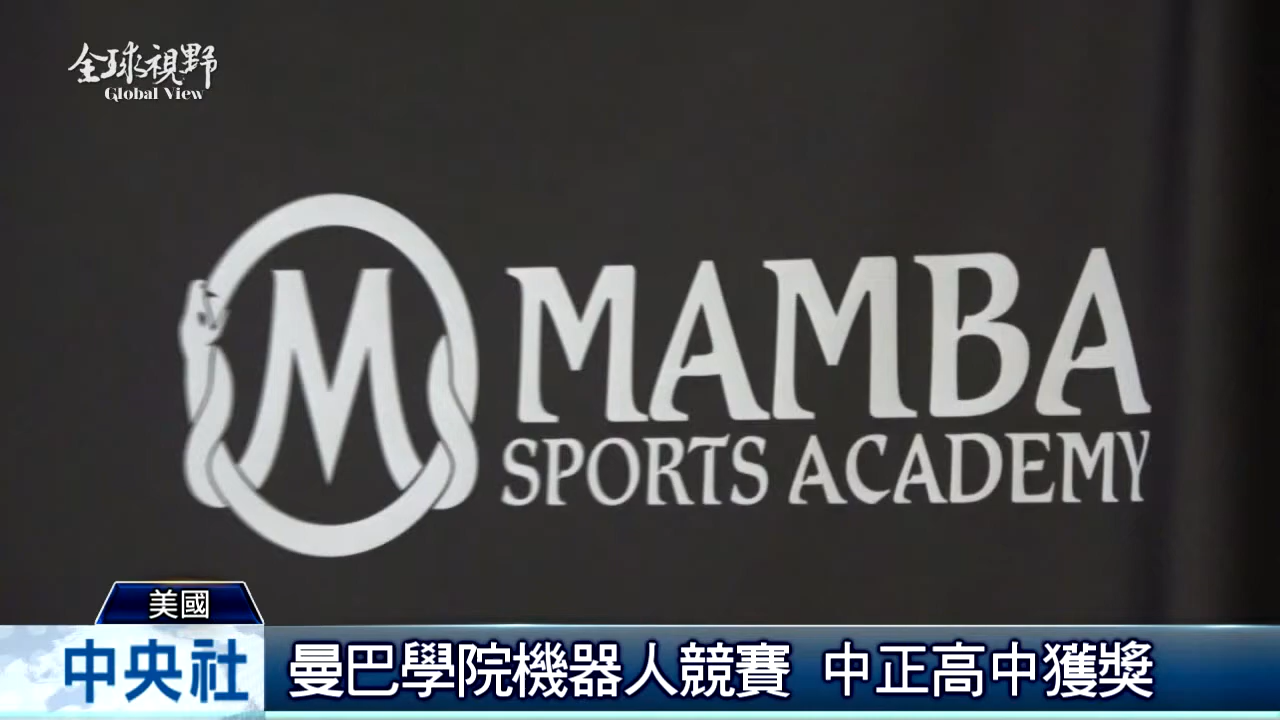 全球視野
Global View
M
MAMBA
SPORTS ACADEMY
美國
中央社
曼巴學院機器人競賽 中正高中獲獎